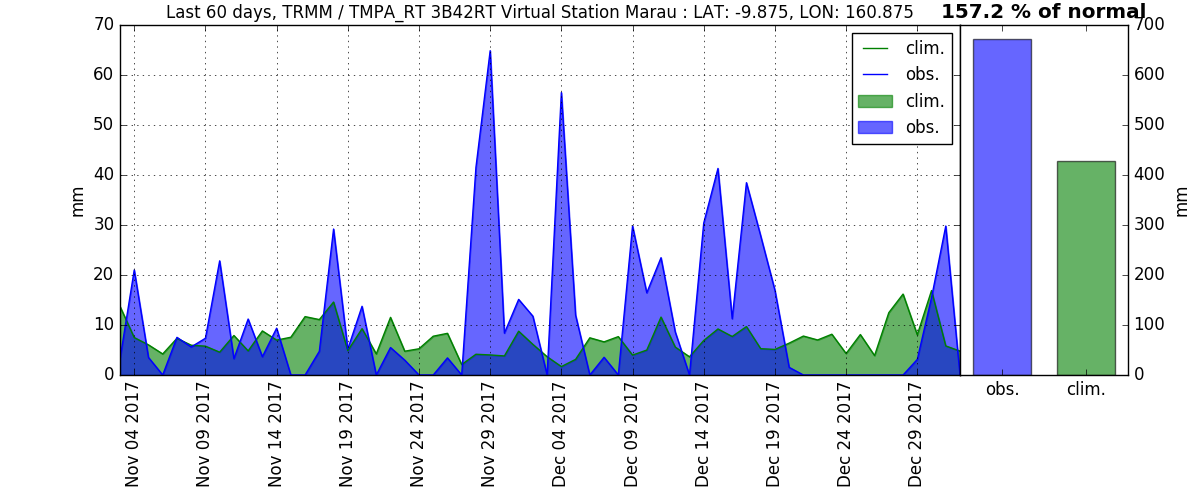 Last 60 days, TRMM / TMPA_RT 3B42RT Virtual Station Marau : LAT: -9.875, LON: 160.875
157.2 % of normal
70
60
50
40
30
20
10
0
mm
clim.
obs.
clim.
obs.
700
600
500
400
300
200
100
0
mm
Nov 04 2017
Nov 09 2017
Nov 14 2017
Nov 19 2017
Nov 24 2017
Nov 29 2017
Dec 04 2017
Dec 09 2017
Dec 14 2017
Dec 19 2017
Dec 24 2017
Dec 29 2017
obs.
clim.